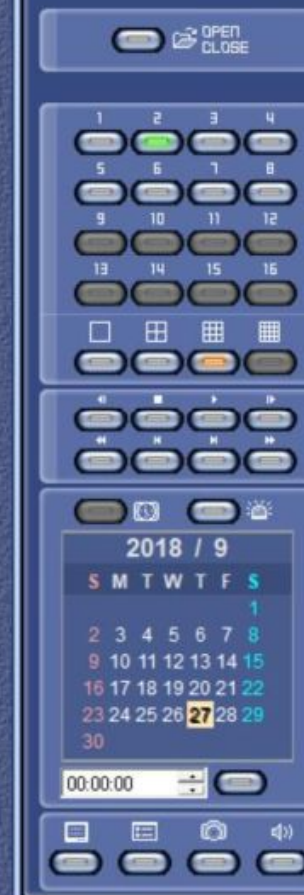 OPEN
CLOSE
1 2 3 4
5 6 7 8
9 10 11 12
13 14 15 16
2018 / 9
S M T W T F S
1
2 3 4 5 6 7 8
9 10 11 12 13 14 15
16 17 18 19 20 21 22
23 24 25 26 27 28 29
30
00:00:00